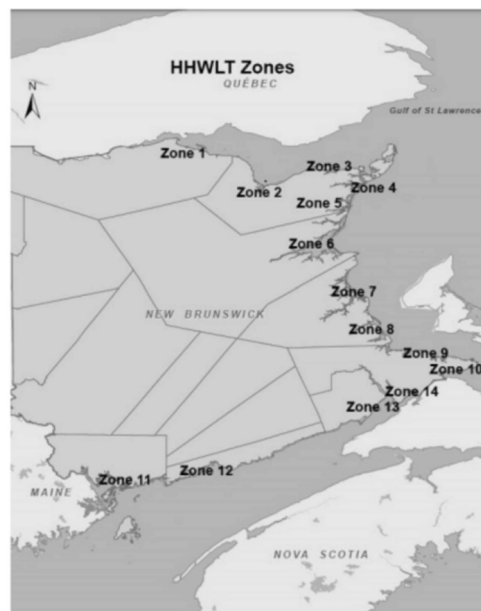 HHWLT Zones
QUÉBEC
N
Gulf of St Lawrence
Zone 1
Zone 2
Zone 3
Zone 4
Zone 5
Zone 6
Zone 7
NEW BRUNSWICK
Zone 8
Zone 9
Zone 10
Zone 14
Zone 13
Zone 12
Zone 11
MAINE
NOVA SCOTIA